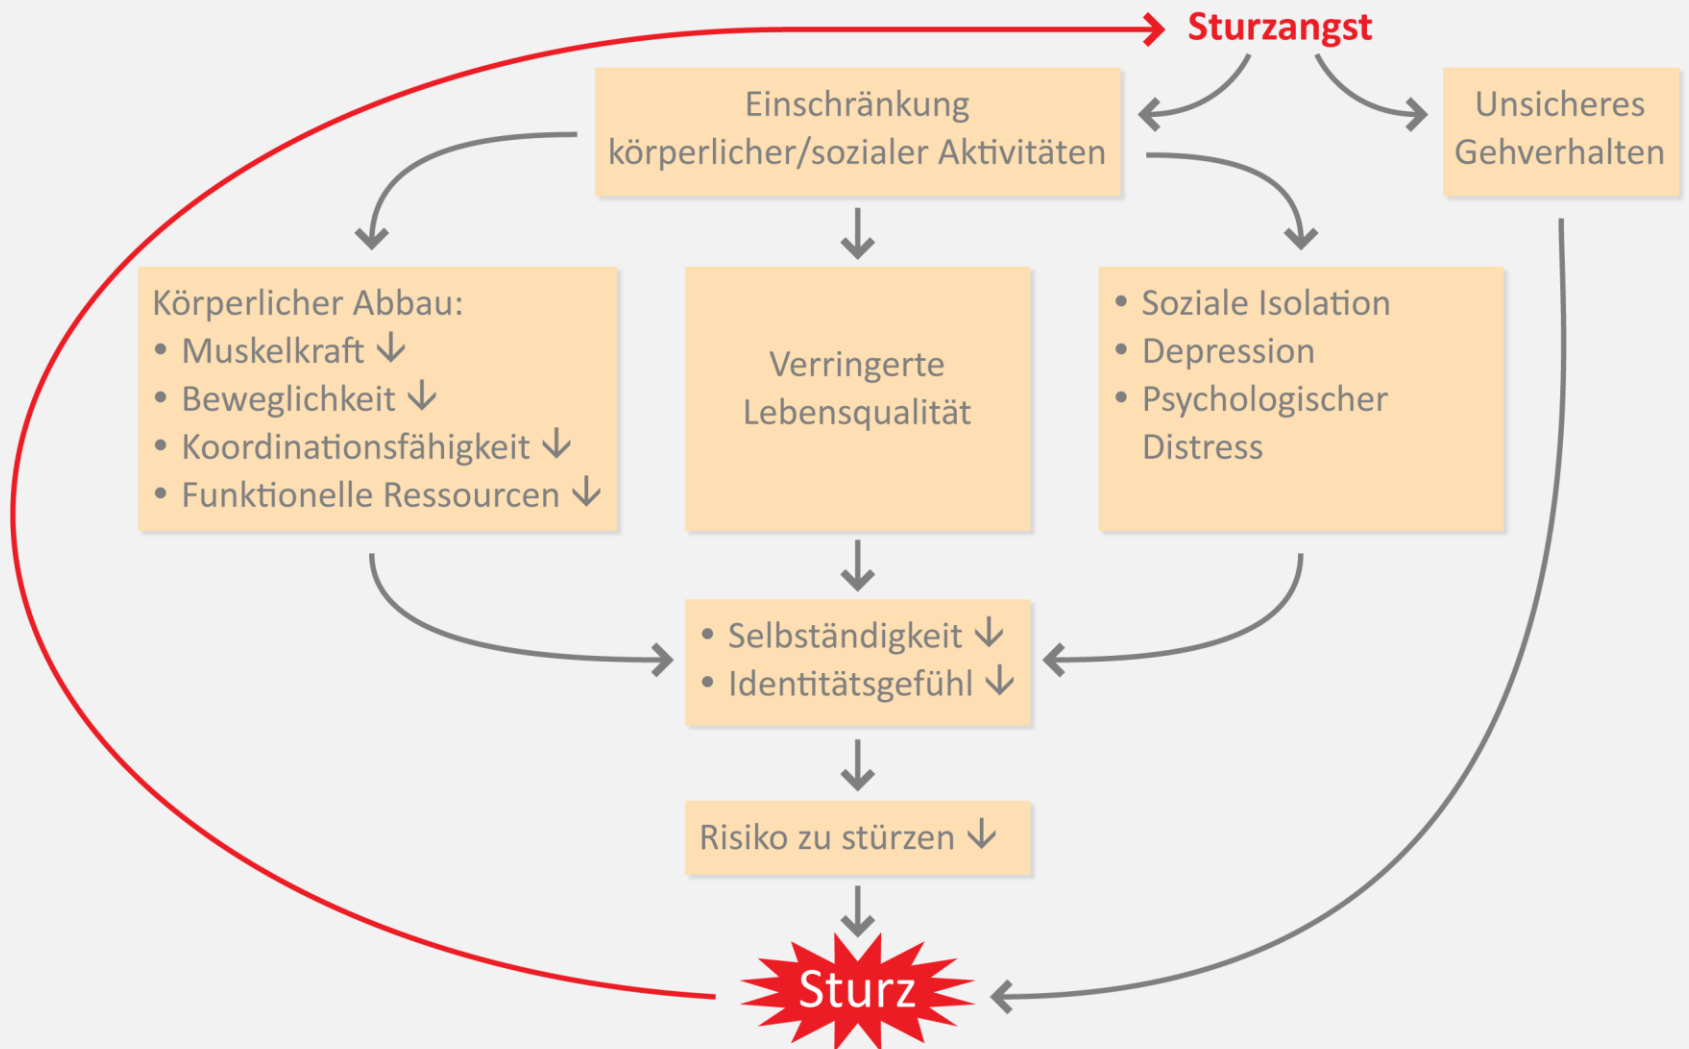 Sturzangst
Einschränkung
körperlicher/sozialer Aktivitäten
Unsicheres
Gehverhalten
Körperlicher Abbau:
• Muskelkraft ↓
• Beweglichkeit ↓
• Koordinationsfähigkeit ↓
• Funktionelle Ressourcen ↓
Verringerte
Lebensqualität
• Soziale Isolation
• Depression
• Psychologischer
Distress
• Selbständigkeit ↓
• Identitätsgefühl ↓
Risiko zu stürzen ↓
Sturz